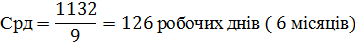 Срд = 1132/9 = 126 робочих днів ( 6 місяців)